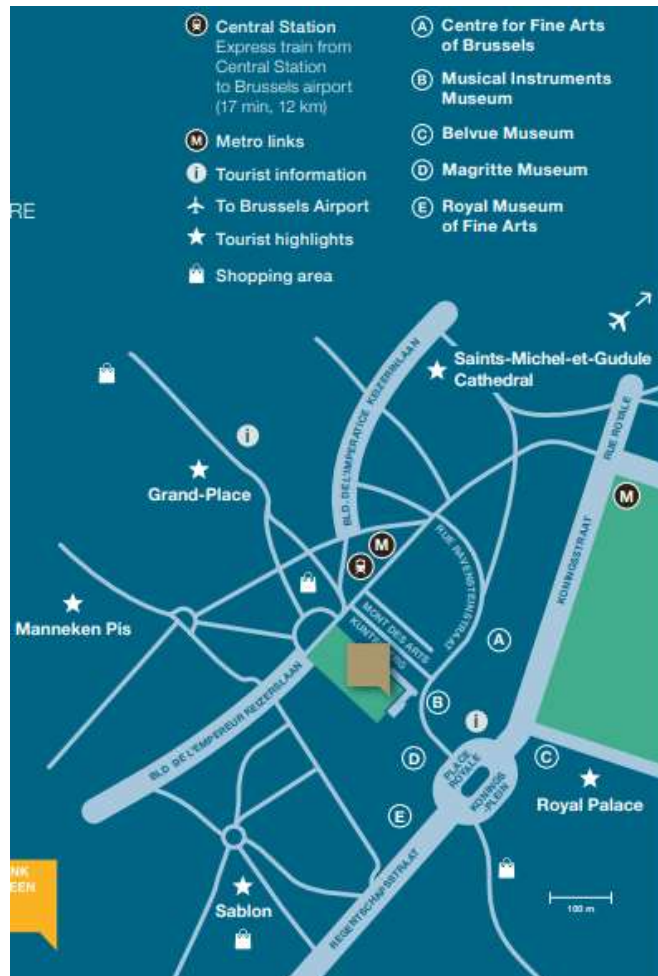 Central Station
Express train from
Central Station
to Brussels airport
(17 min, 12 km)
M Metro links
i Tourist information
To Brussels Airport
Tourist highlights
Shopping area
A Centre for Fine Arts
of Brussels
B Musical Instruments
Museum
C Belvue Museum
D Magritte Museum
E Royal Museum
of Fine Arts
RE
Saints-Michel-et-Gudule
Cathedral
BLD. DE L'IMPERATICE KEIZERINLAAN
RUE ROYALE
i
Grand-Place
M
M
RUE RAVENSTEINSTRAAT
KONINGSSTRAAT
Manneken Pis
MONT DES ARTS
A
B
BLD. DE L'EMPEREUR KEIZERSLAAN
i
D
PLACE
ROYALE
KONINGS
-PLEIN
C
Royal Palace
E
REGENTSCHAPSSTRAAT
NK
EEN
Sablon
100 m